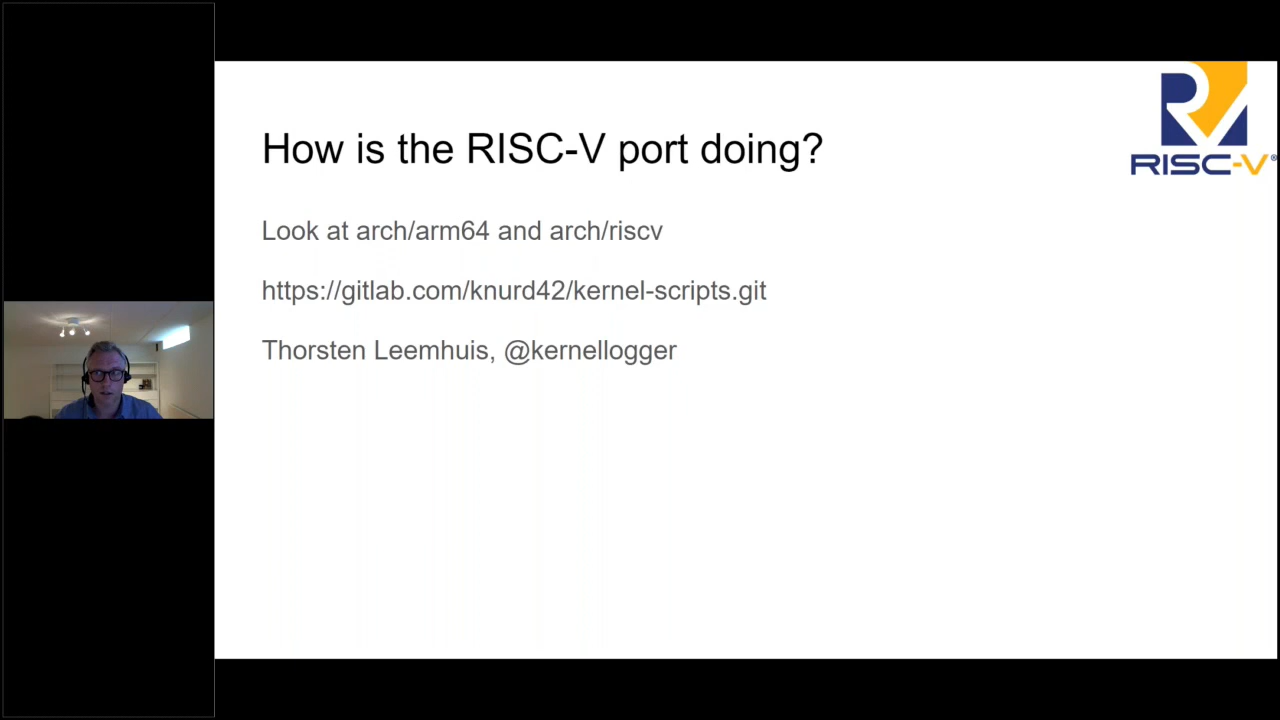 How is the RISC-V port doing?
RISC-V®
Look at arch/arm64 and arch/riscv
https://gitlab.com/knurd42/kernel-scripts.git
Thorsten Leemhuis, @kernellogger